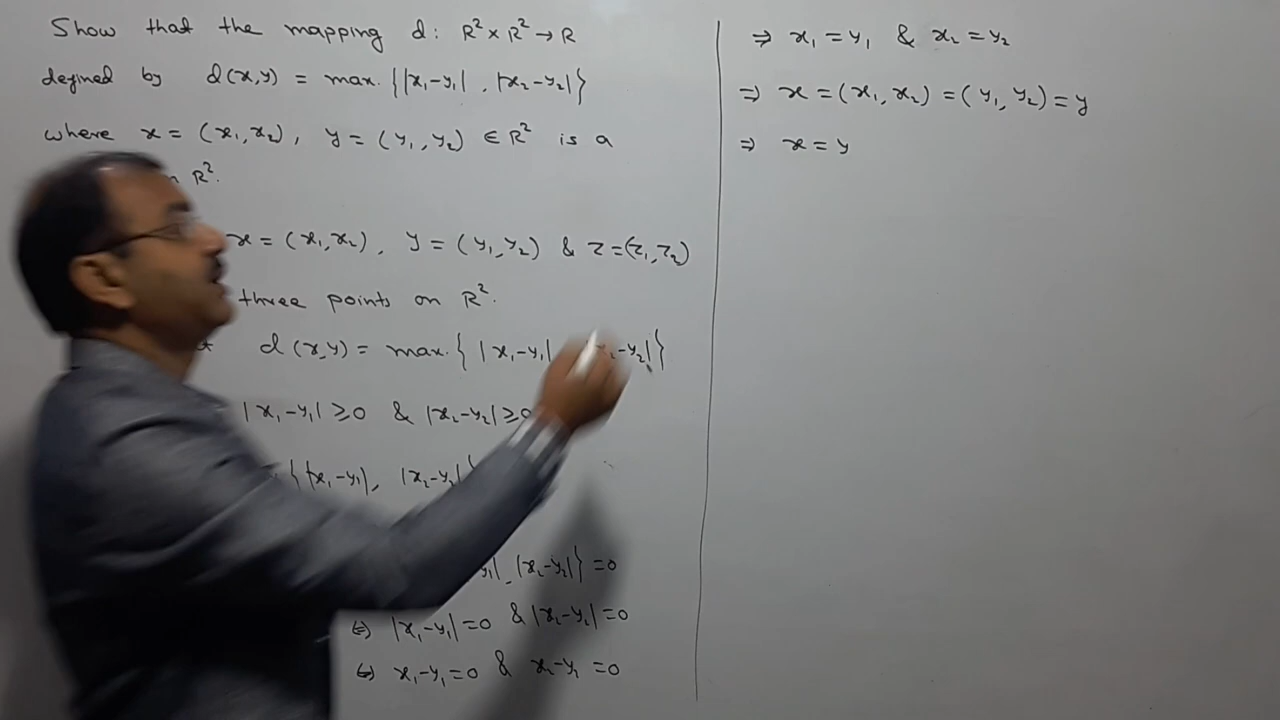 Show that the mapping d: R² × R² → R
defined by d(x,y) = max. {|x₁-y₁| , |x₂-y₂|}
where x = (x₁,x₂), y = (y₁,y₂) ∈ R² is a
R².
x = (x₁,x₂), y = (y₁,y₂) & z=(z₁,z₂)
three points on R².
d(x,y) = max. { |x₁-y₁| x₂-y₂|}
|x₁-y₁| ≥0 & |x₂-y₂| ≥0
{|x₁-y₁|, |x₂-y₂|
y₁|, |x₂-y₂|} =0
⇔ |x₁-y₁| =0 & |x₂-y₂|=0
⇔ x₁-y₁=0 & x₂-y₂ =0
⇒ x₁ = y₁ & x₂ = y₂
⇒ x = (x₁, x₂) = (y₁, y₂) = y
⇒ x = y